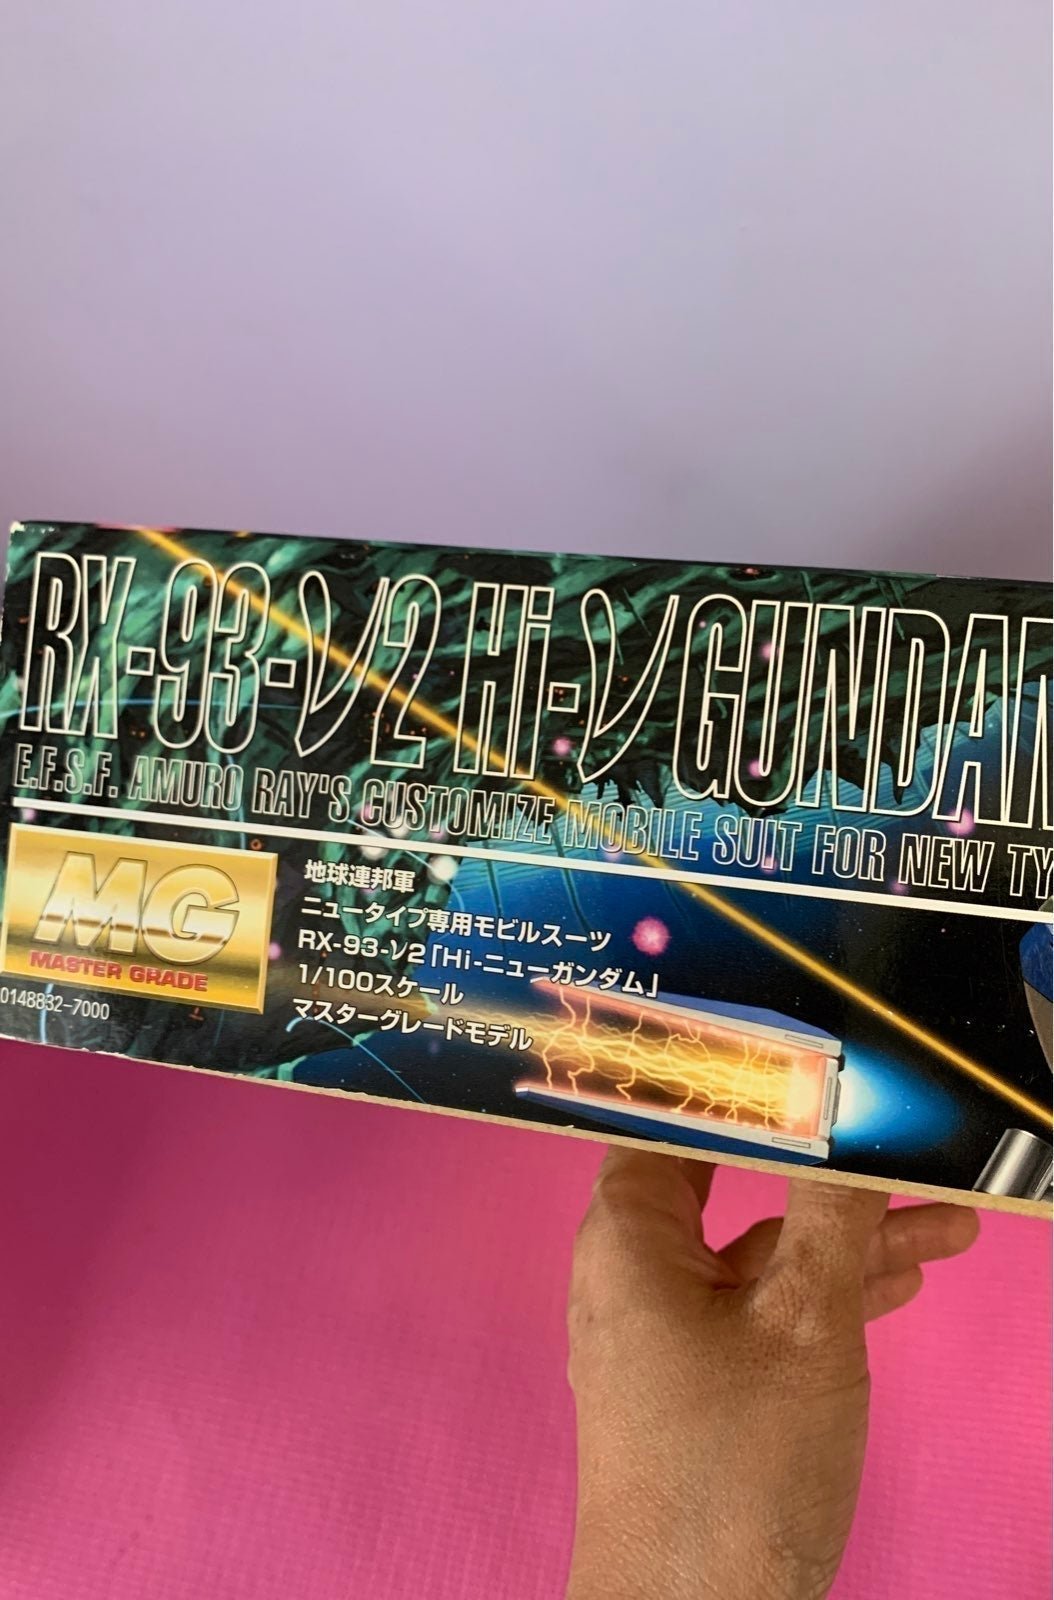 RX-93-ν2 Hi-νGUNDAM
E.F.S.F. AMURO RAY'S CUSTOMIZE MOBILE SUIT FOR NEW TY
MG
MASTER GRADE
0148832-7000
地球連邦軍
ニュータイプ専用モビルスーツ
RX-93-ν2「Hi-ニューガンダム」
1/100スケール
マスターグレードモデル